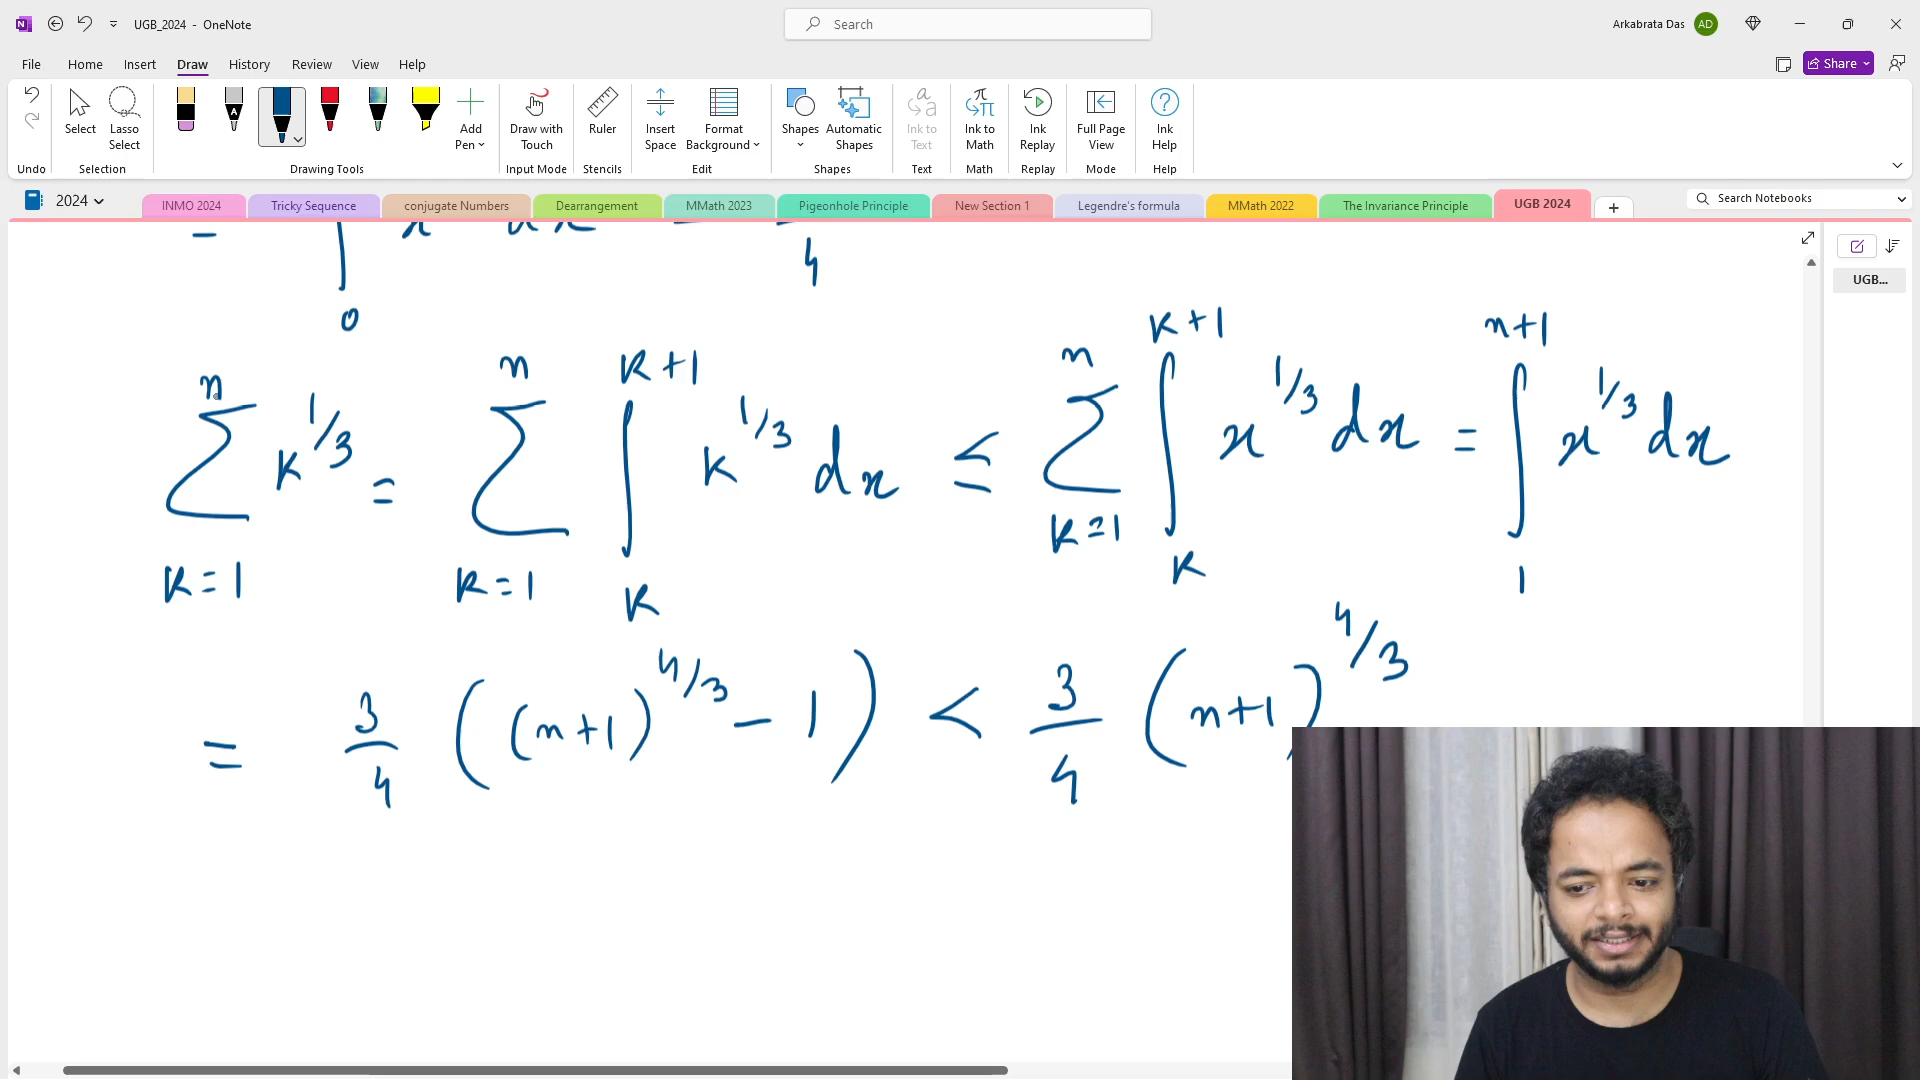 UGB_2024 - OneNote
Search
Arkabrata Das AD
File Home Insert Draw History Review View Help
Share
Select
Lasso Select
Add Pen
Draw with Touch
Ruler
Insert Space
Format Background
Shapes
Automatic Shapes
Ink to Text
Ink to Math
Ink Replay
Full Page View
Ink Help
Undo Selection Drawing Tools Input Mode Stencils Edit Shapes Text Math Replay Mode Help
2024
INMO 2024 Tricky Sequence conjugate Numbers Dearrangement MMath 2023 Pigeonhole Principle New Section 1 Legendre's formula MMath 2022 The Invariance Principle UGB 2024 +
Search Notebooks
UGB...
4
0
∑_{K=1}^{n} K^{1/3} = ∑_{K=1}^{n} ∫_{K}^{K+1} K^{1/3} dx ≤ ∑_{K=1}^{n} ∫_{K}^{K+1} x^{1/3} dx = ∫_{1}^{n+1} x^{1/3} dx
= 3/4 ((n+1)^{4/3} - 1) < 3/4 (n+1)^{4/3}